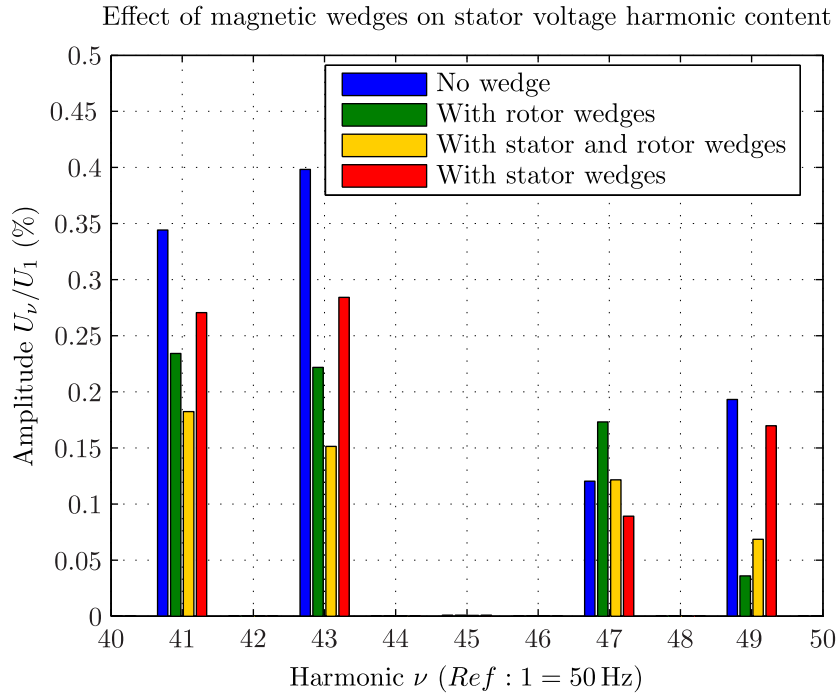 Effect of magnetic wedges on stator voltage harmonic content
0.5
0.45
0.4
0.35
0.3
0.25
0.2
0.15
0.1
0.05
0
Amplitude U_ν/U_1 (%)
No wedge
With rotor wedges
With stator and rotor wedges
With stator wedges
40 41 42 43 44 45 46 47 48 49 50
Harmonic ν (Ref : 1 = 50 Hz)